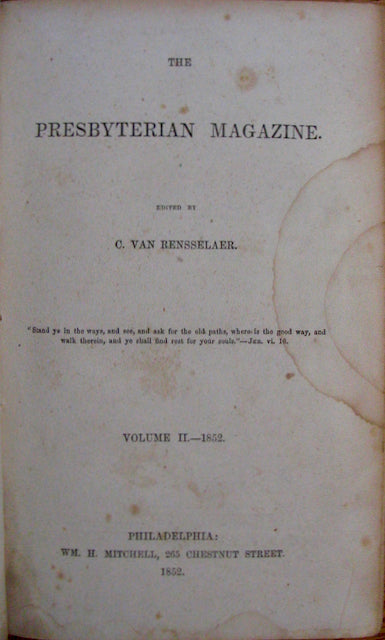 THE
PRESBYTERIAN MAGAZINE.
EDITED BY
C. VAN RENSSELAER.
"Stand ye in the ways, and see, and ask for the old paths, where is the good way, and
walk therein, and ye shall find rest for your souls."—JER. vi. 16.
VOLUME II.—1852.
PHILADELPHIA:
WM. H. MITCHELL, 265 CHESTNUT STREET.
1852.